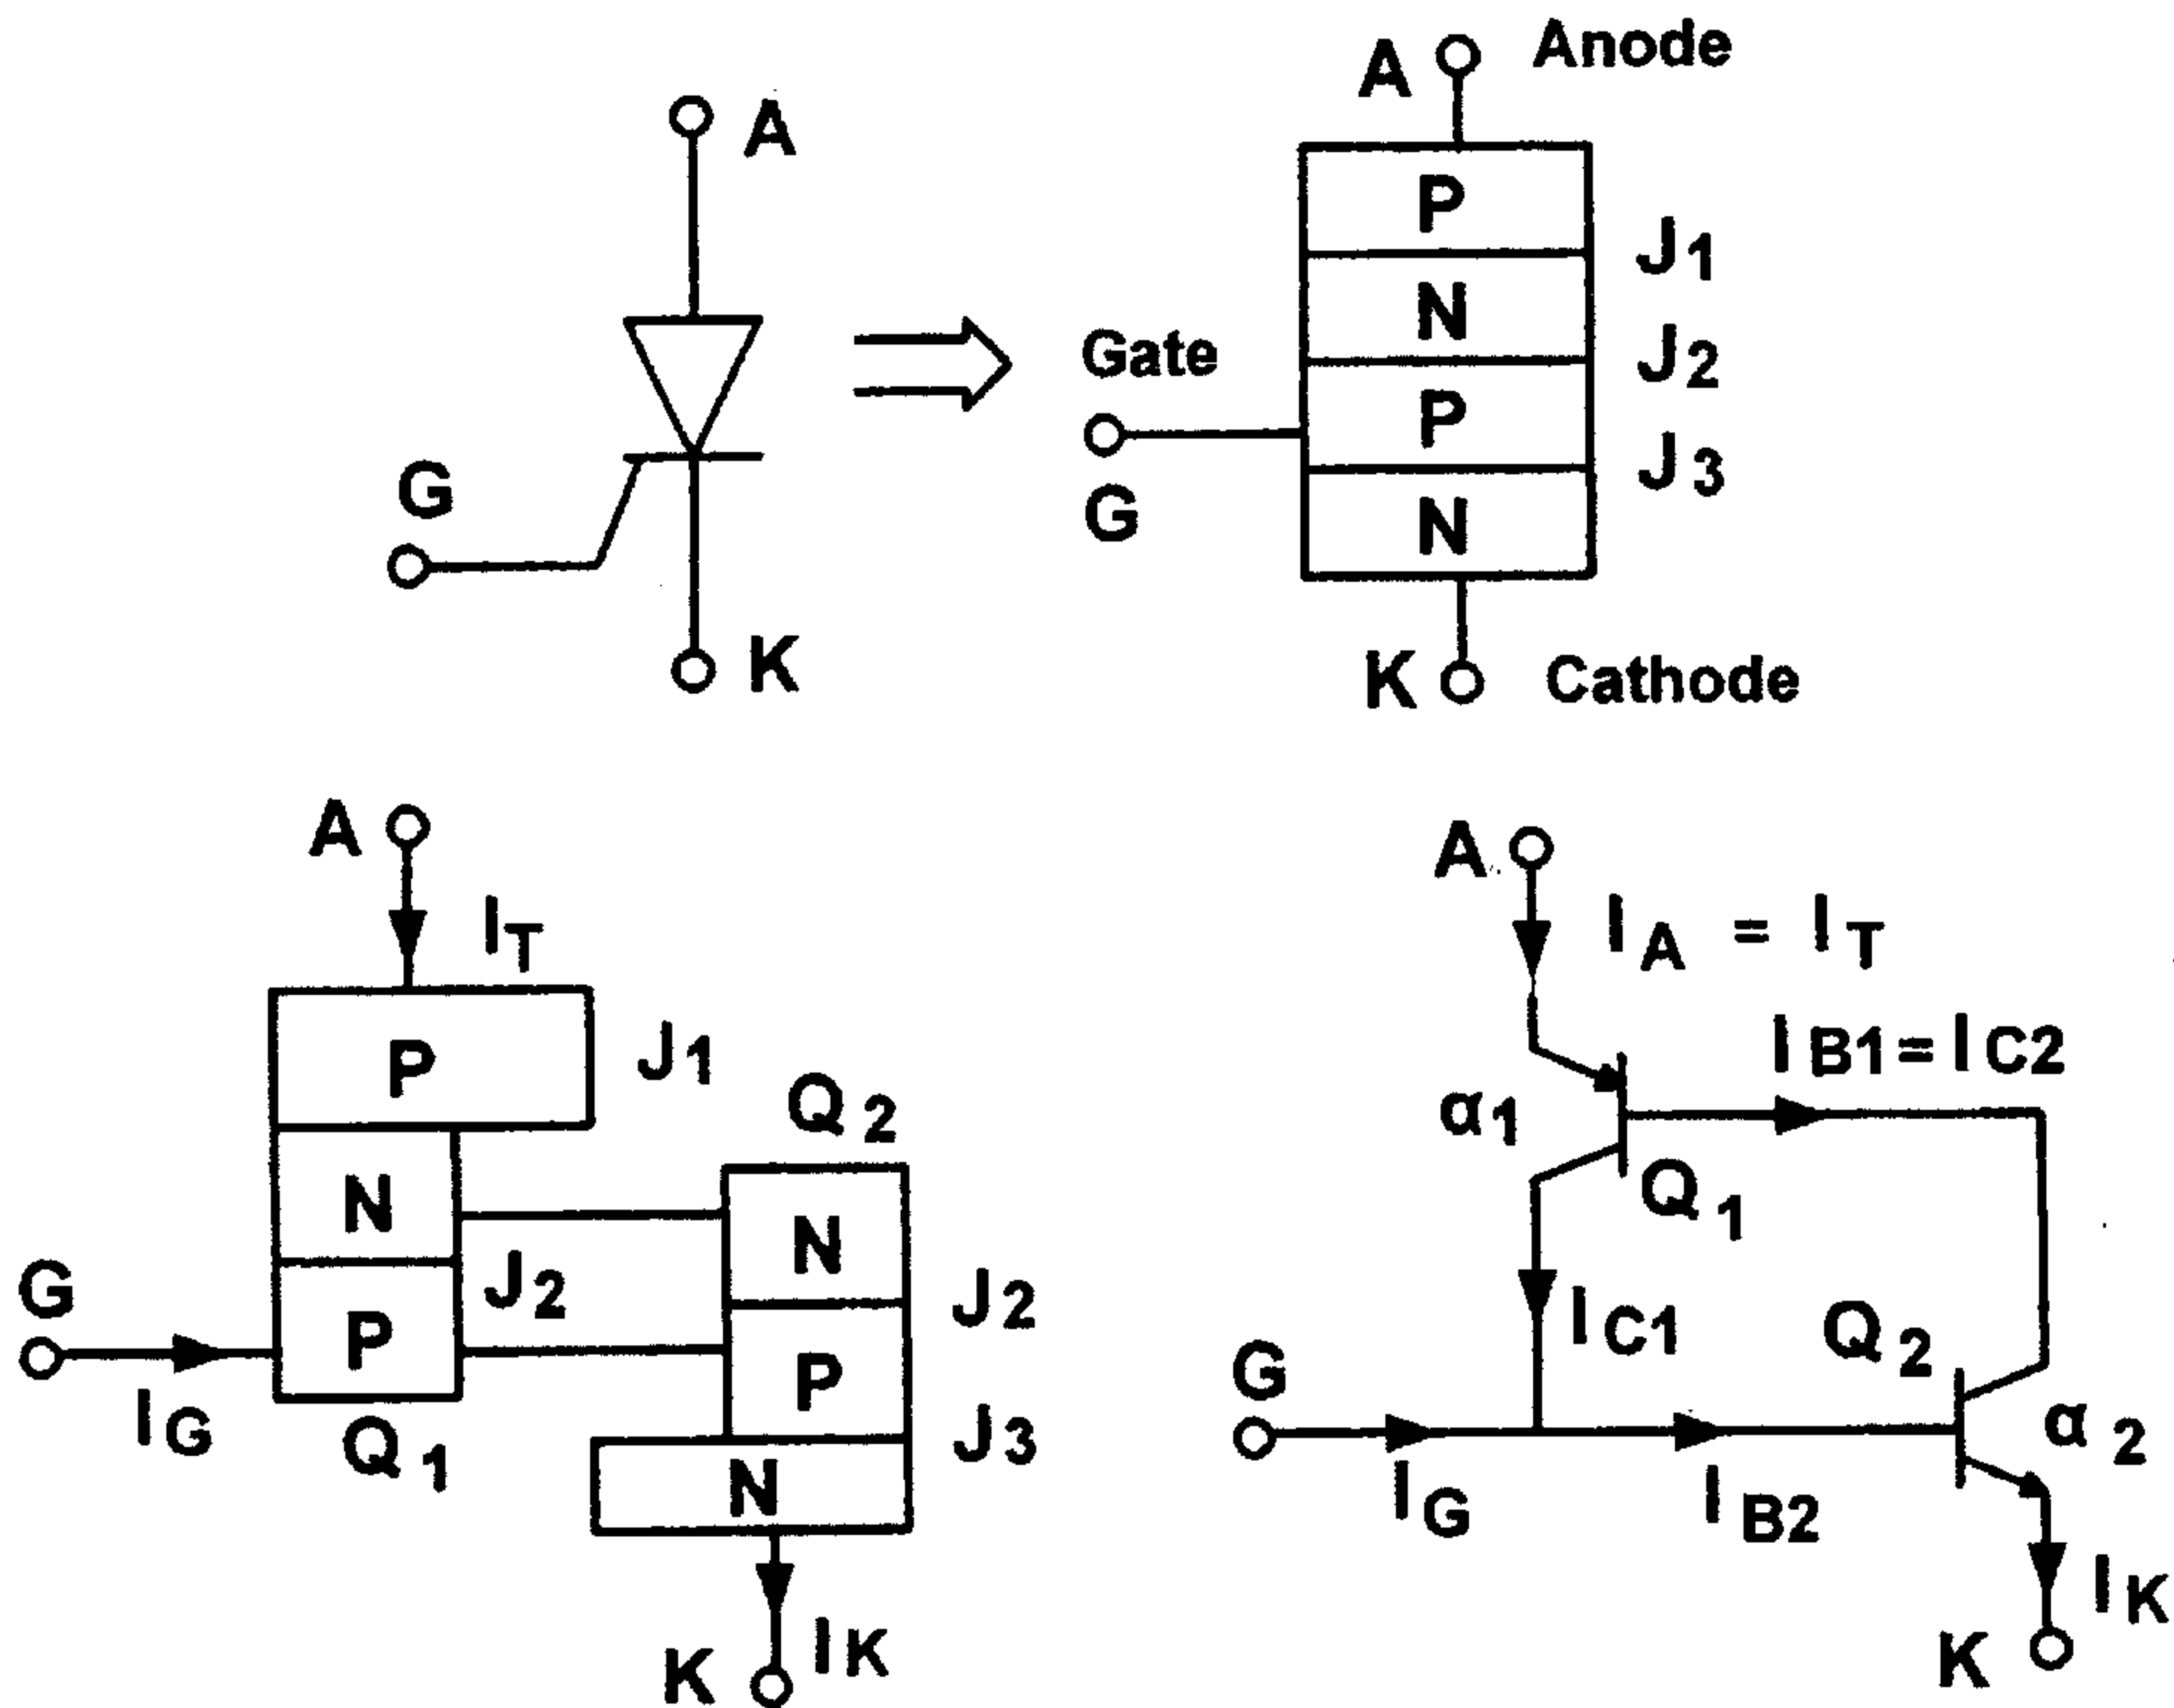 A
G
K
A Anode
P
J1
N
J2
Gate
P
J3
G
N
K Cathode
A
IT
P
J1
Q2
N
N
J2
J2
G
P
P
IG
Q1
J3
N
IK
K
A
IA = IT
IB1=IC2
α1
Q1
IC1
Q2
G
α2
IG
IB2
IK
K